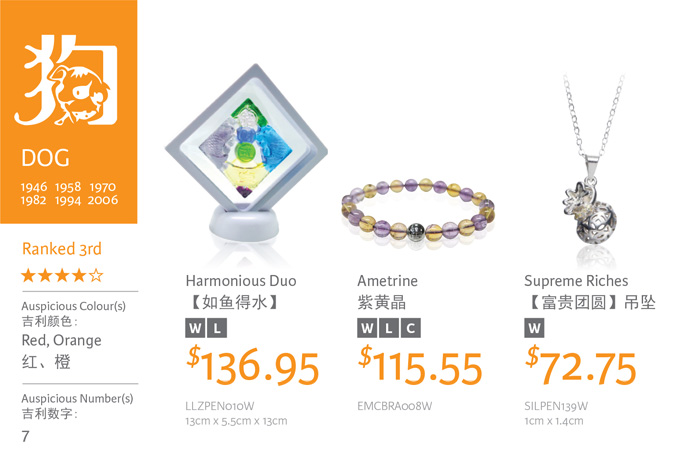 狗
DOG
1946 1958 1970
1982 1994 2006
Ranked 3rd
Auspicious Colour(s)
吉利颜色：
Red, Orange
红、橙
Auspicious Number(s)
吉利数字：
7
Harmonious Duo
【如鱼得水】
W L
$136.95
LLZPEN010W
13cm x 5.5cm x 13cm
Ametrine
紫黄晶
W L C
$115.55
EMCBRA008W
Supreme Riches
【富贵团圆】吊坠
W
$72.75
SILPEN139W
1cm x 1.4cm